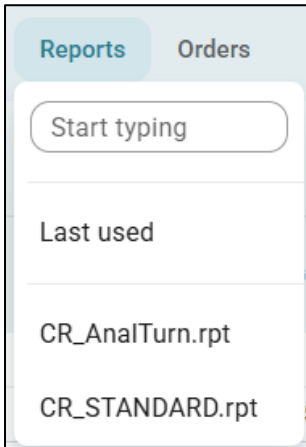 Reports Orders
Start typing
Last used
CR_AnalTurn.rpt
CR_STANDARD.rpt